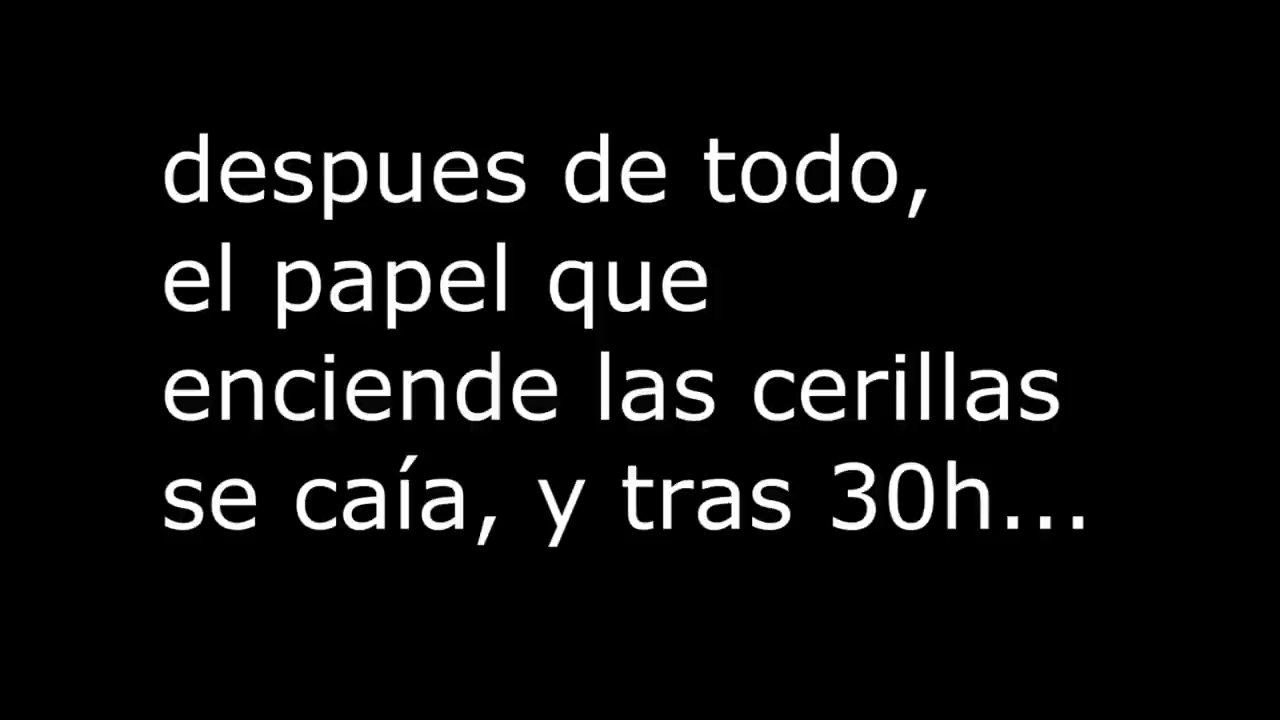 despues de todo,
el papel que
enciende las cerillas
se caía, y tras 30h...